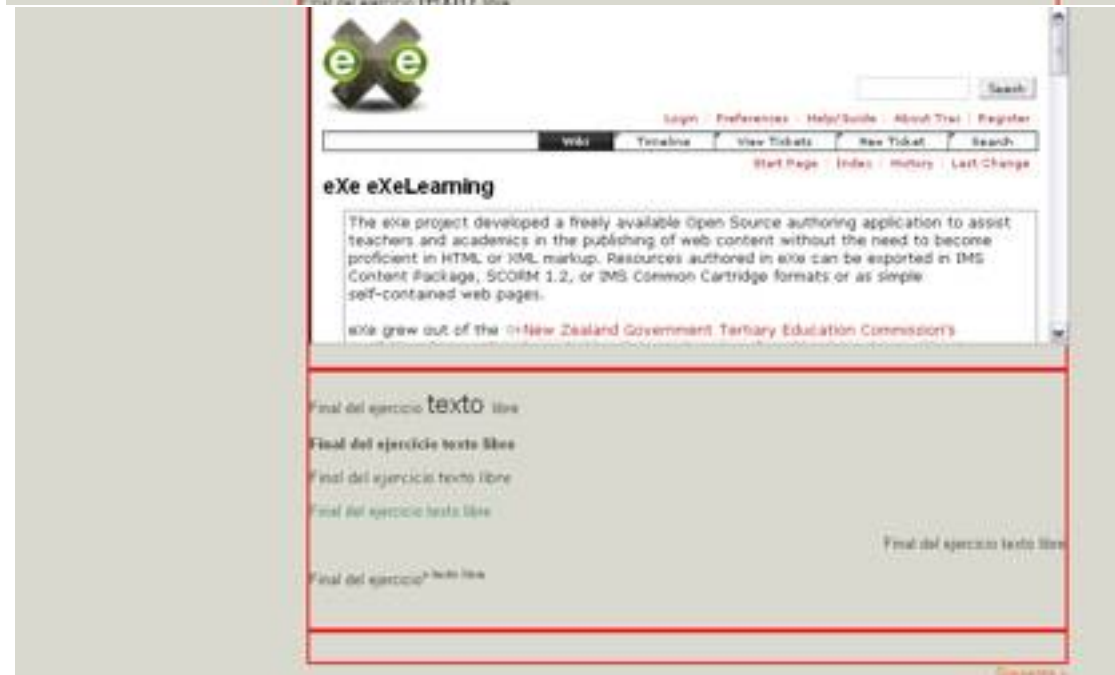 Final del ejercicio texto libre
e e
Search
Login Preferences Help/Guide About Trac Register
Wiki Timeline View Tickets New Ticket Search
Start Page Index History Last Change
eXe eXeLearning
The eXe project developed a freely available Open Source authoring application to assist
teachers and academics in the publishing of web content without the need to become
proficient in HTML or XML markup. Resources authored in eXe can be exported in IMS
Content Package, SCORM 1.2, or IMS Common Cartridge formats or as simple
self-contained web pages.
eXe grew out of the New Zealand Government Tertiary Education Commission's
Final del ejercicio texto libre
Final del ejercicio texto libre
Final del ejercicio texto libre
Final del ejercicio texto libre
Final del ejercicio texto libre
Final del ejercicio texto libre